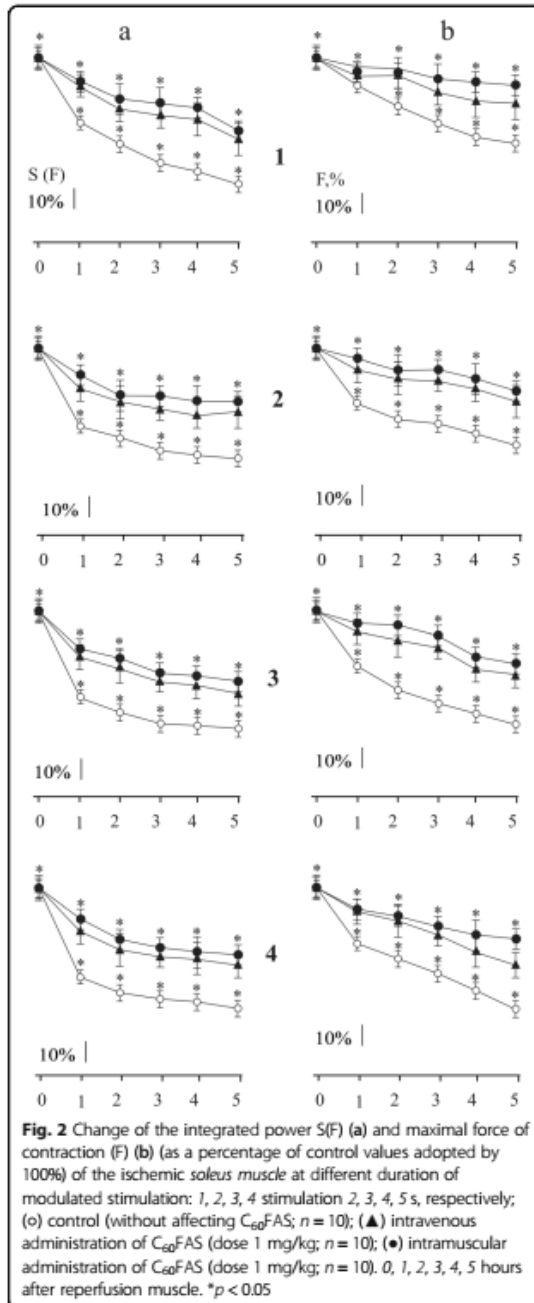 a b
* * * * * * * * * * * *
* * * * * * * * * *
S (F) 1 F,%
10% 10%
0 1 2 3 4 5 0 1 2 3 4 5
* * * * * * * * * * * *
2
* * * * * * * * * *
10% 10%
0 1 2 3 4 5 0 1 2 3 4 5
* * * * * * * * * * * *
3
* * * * * * * * * *
10% 10%
0 1 2 3 4 5 0 1 2 3 4 5
* * * * * * * * * * * *
4
* * * * * * * * * *
10% 10%
0 1 2 3 4 5 0 1 2 3 4 5
Fig. 2 Change of the integrated power S(F) (a) and maximal force of
contraction (F) (b) (as a percentage of control values adopted by
100%) of the ischemic soleus muscle at different duration of
modulated stimulation: 1, 2, 3, 4 stimulation 2, 3, 4, 5 s, respectively;
(○) control (without affecting C₆₀FAS; n = 10); (▲) intravenous
administration of C₆₀FAS (dose 1 mg/kg; n = 10); (●) intramuscular
administration of C₆₀FAS (dose 1 mg/kg; n = 10). 0, 1, 2, 3, 4, 5 hours
after reperfusion muscle. *p < 0.05